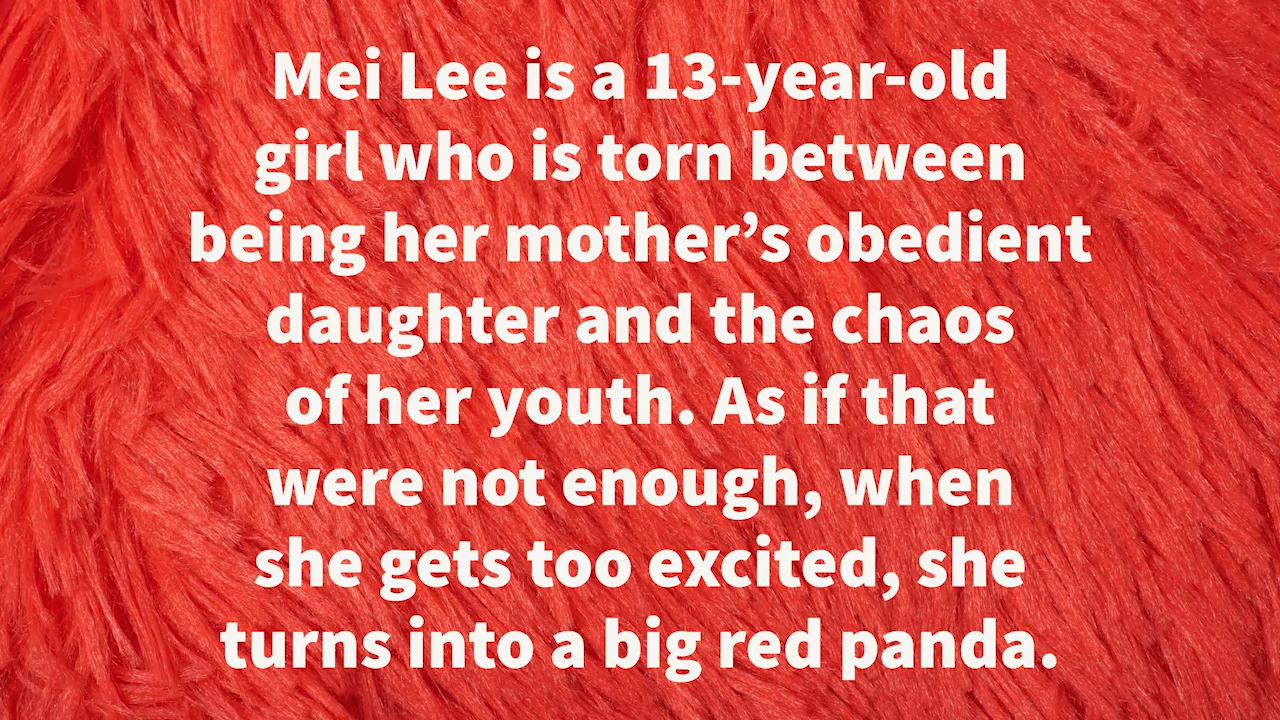 Mei Lee is a 13-year-old
girl who is torn between
being her mother’s obedient
daughter and the chaos
of her youth. As if that
were not enough, when
she gets too excited, she
turns into a big red panda.